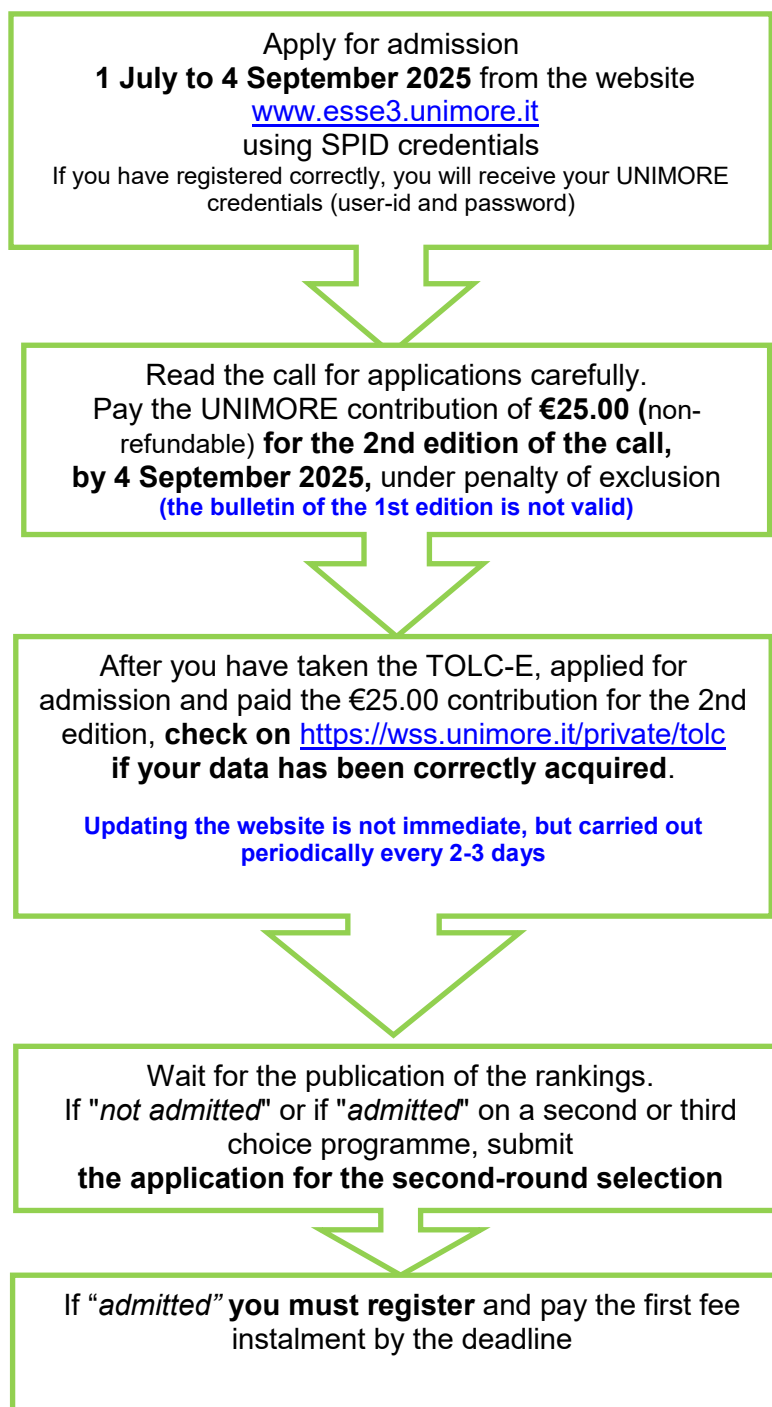 Apply for admission
1 July to 4 September 2025 from the website
www.esse3.unimore.it
using SPID credentials
If you have registered correctly, you will receive your UNIMORE
credentials (user-id and password)
Read the call for applications carefully.
Pay the UNIMORE contribution of €25.00 (non-
refundable) for the 2nd edition of the call,
by 4 September 2025, under penalty of exclusion
(the bulletin of the 1st edition is not valid)
After you have taken the TOLC-E, applied for
admission and paid the €25.00 contribution for the 2nd
edition, check on https://wss.unimore.it/private/tolc
if your data has been correctly acquired.
Updating the website is not immediate, but carried out
periodically every 2-3 days
Wait for the publication of the rankings.
If "not admitted" or if "admitted" on a second or third
choice programme, submit
the application for the second-round selection
If “admitted” you must register and pay the first fee
instalment by the deadline